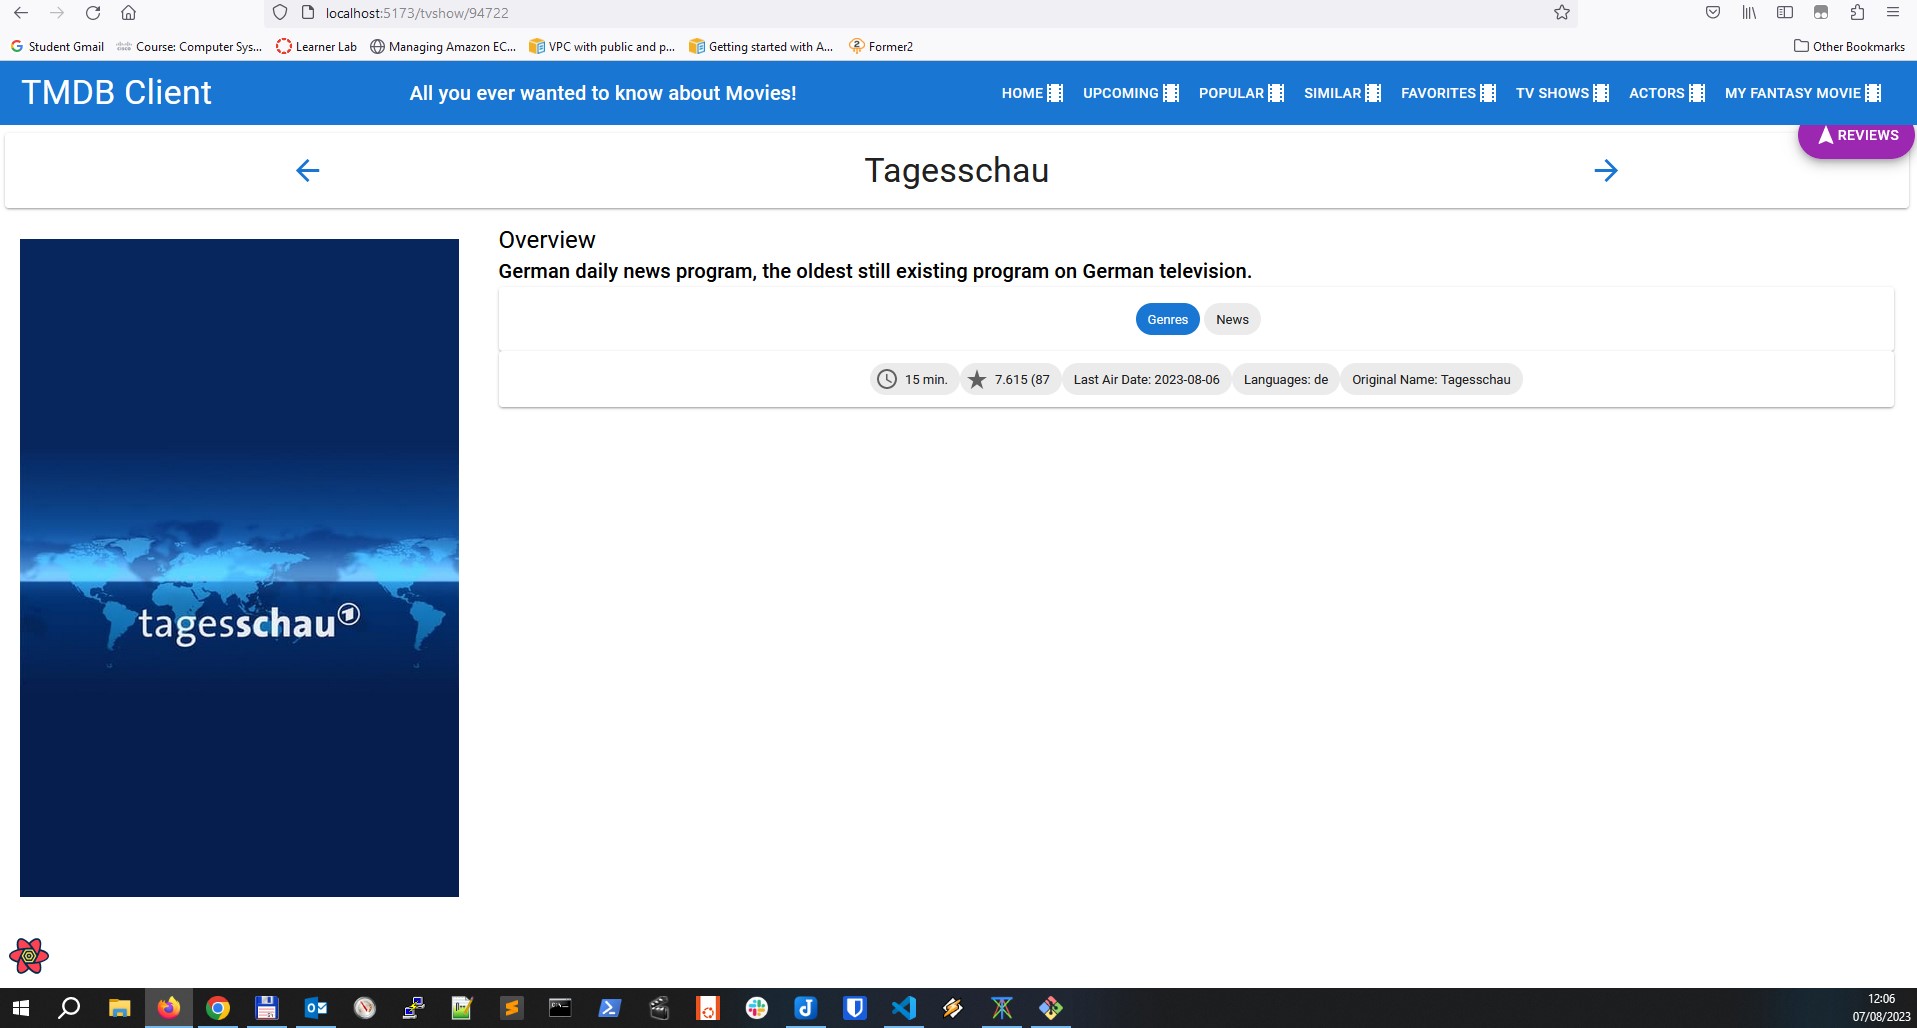 localhost:5173/tvshow/94722
Student Gmail Course: Computer Sys... Learner Lab Managing Amazon EC... VPC with public and p... Getting started with A... Former2 Other Bookmarks
TMDB Client All you ever wanted to know about Movies! HOME UPCOMING POPULAR SIMILAR FAVORITES TV SHOWS ACTORS MY FANTASY MOVIE
REVIEWS
Tagesschau
Overview
German daily news program, the oldest still existing program on German television.
Genres News
15 min. 7.615 (87 Last Air Date: 2023-08-06 Languages: de Original Name: Tagesschau
tagesschau
12:06
07/08/2023